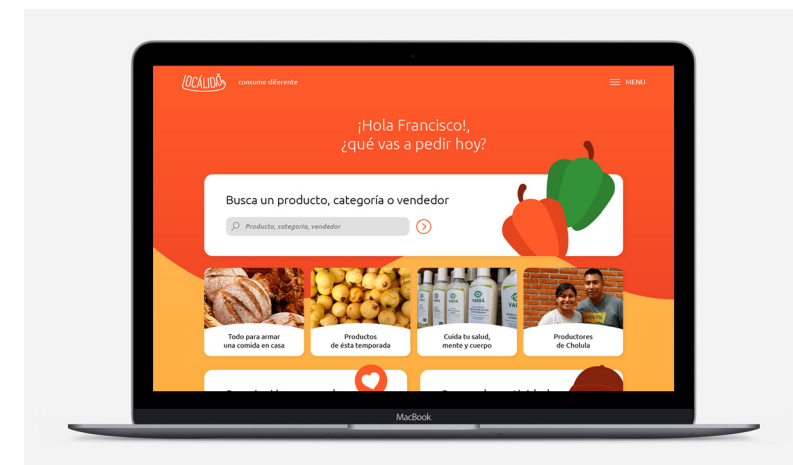 LOCÁLIDÖS
consume diferente
MENU
¡Hola Francisco!,
¿qué vas a pedir hoy?
Busca un producto, categoría o vendedor
Producto, categoría, vendedor
Todo para armar
una comida en casa
Productos
de ésta temporada
Cuida tu salud,
mente y cuerpo
Productores
de Cholula
MacBook